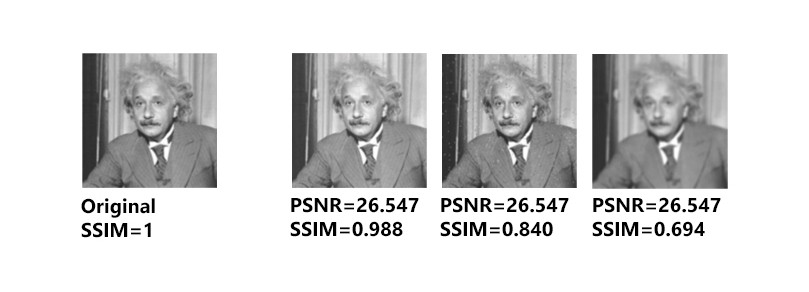 Original
SSIM=1
PSNR=26.547
SSIM=0.988
PSNR=26.547
SSIM=0.840
PSNR=26.547
SSIM=0.694